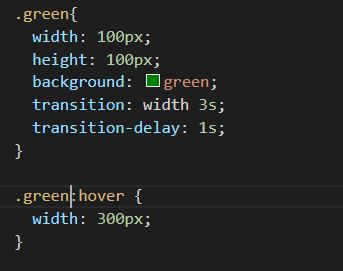 .green{
  width: 100px;
  height: 100px;
  background: green;
  transition: width 3s;
  transition-delay: 1s;
}

.green:hover {
  width: 300px;
}